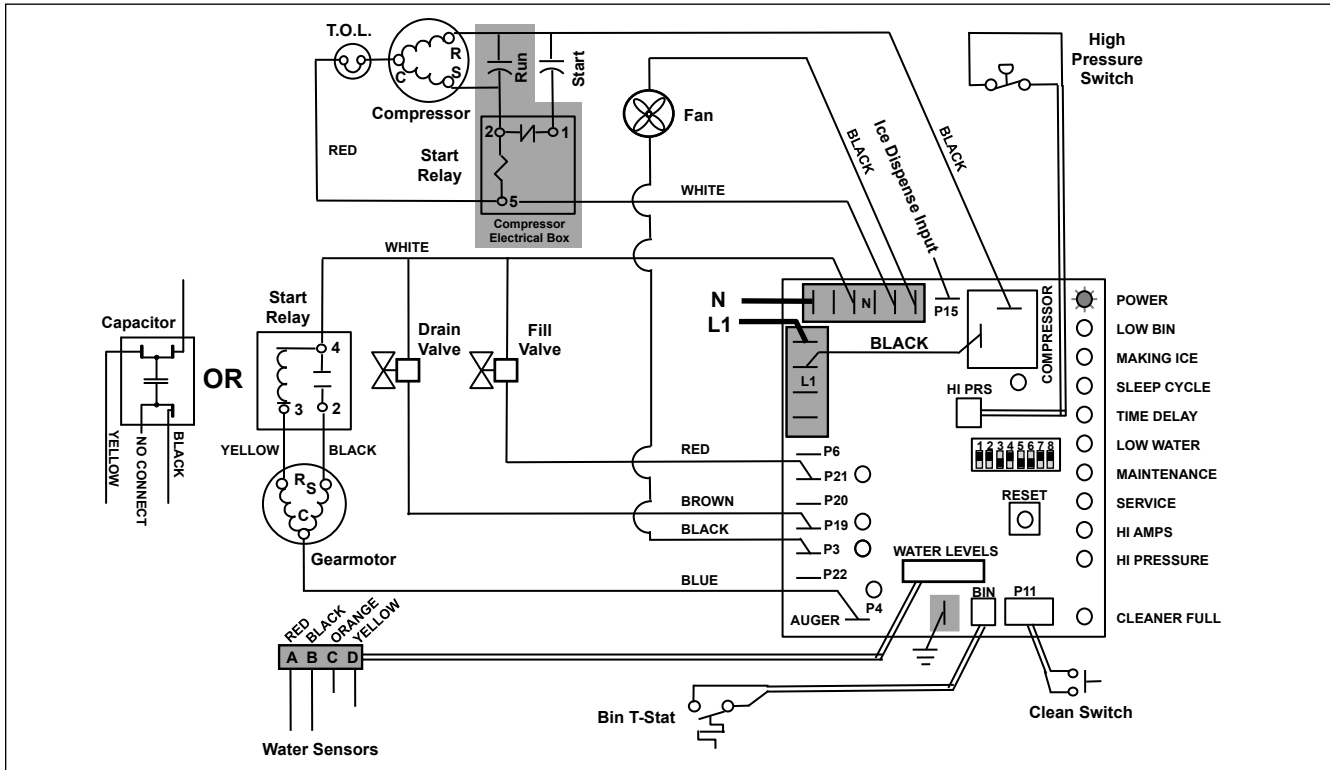 T.O.L.
R
S
C
Compressor
Run
Start
2
1
5
Start
Relay
Compressor
Electrical Box
RED
WHITE
Fan
BLACK
Ice Dispense Input
BLACK
High
Pressure
Switch
WHITE
Capacitor
OR
Start
Relay
4
3
2
YELLOW
NO CONNECT
BLACK
YELLOW
BLACK
R
S
C
Gearmotor
Drain
Valve
Fill
Valve
N
L1
N
P15
L1
BLACK
COMPRESSOR
HI PRS
1 2 3 4 5 6 7 8
RESET
RED
BROWN
BLACK
BLUE
P6
P21
P20
P19
P3
P22
P4
AUGER
WATER LEVELS
BIN
P11
POWER
LOW BIN
MAKING ICE
SLEEP CYCLE
TIME DELAY
LOW WATER
MAINTENANCE
SERVICE
HI AMPS
HI PRESSURE
CLEANER FULL
RED
BLACK
ORANGE
YELLOW
A B C D
Water Sensors
Bin T-Stat
Clean Switch